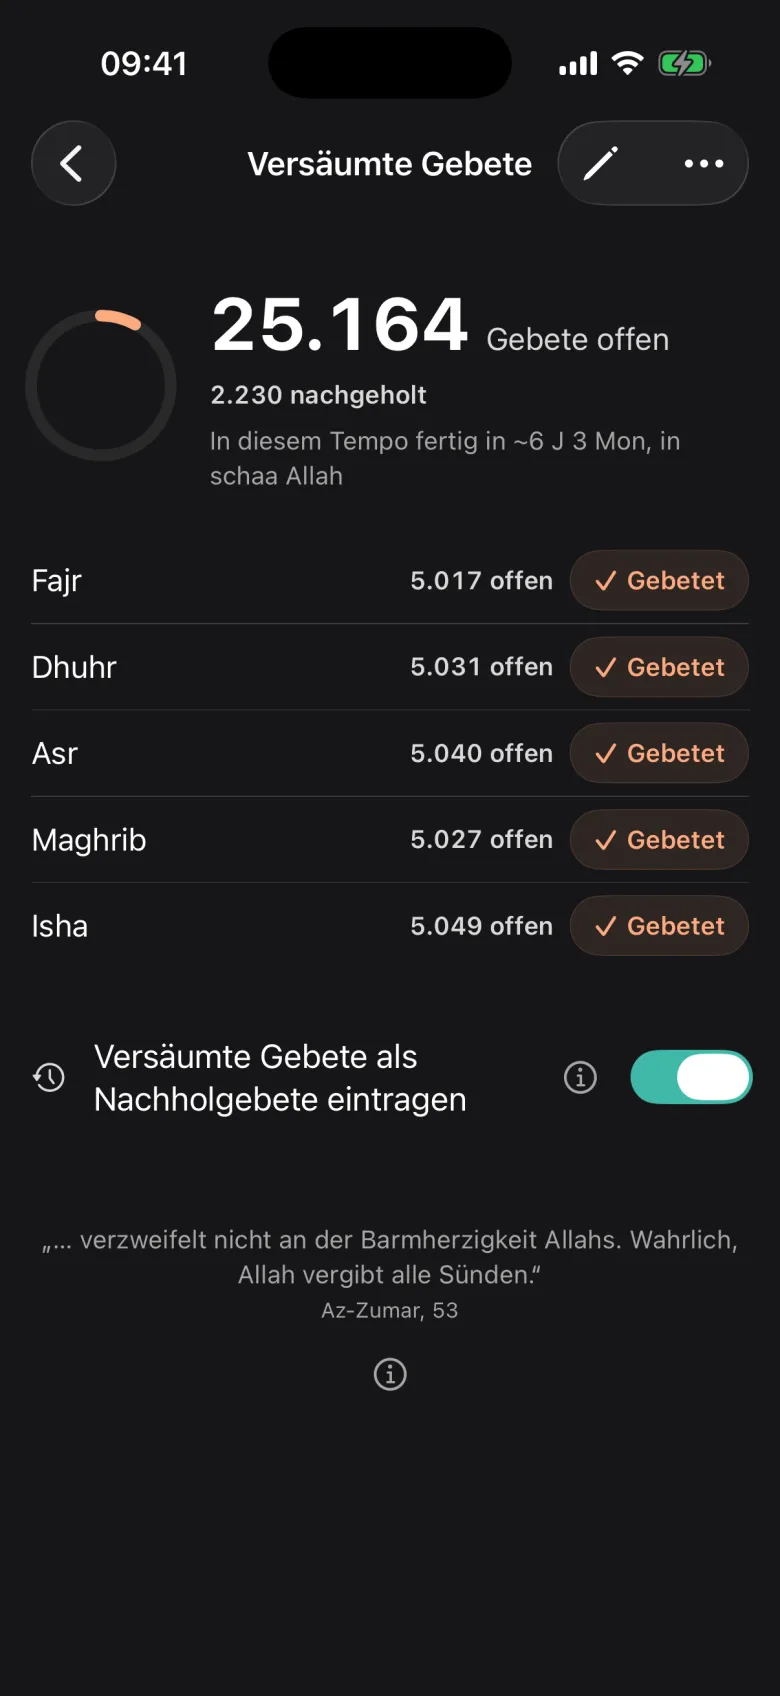 09:41
Versäumte Gebete
25.164 Gebete offen
2.230 nachgeholt
In diesem Tempo fertig in ~6 J 3 Mon, in
schaa Allah
Fajr 5.017 offen ✓ Gebetet
Dhuhr 5.031 offen ✓ Gebetet
Asr 5.040 offen ✓ Gebetet
Maghrib 5.027 offen ✓ Gebetet
Isha 5.049 offen ✓ Gebetet
Versäumte Gebete als
Nachholgebete eintragen
„… verzweifelt nicht an der Barmherzigkeit Allahs. Wahrlich,
Allah vergibt alle Sünden.“
Az-Zumar, 53